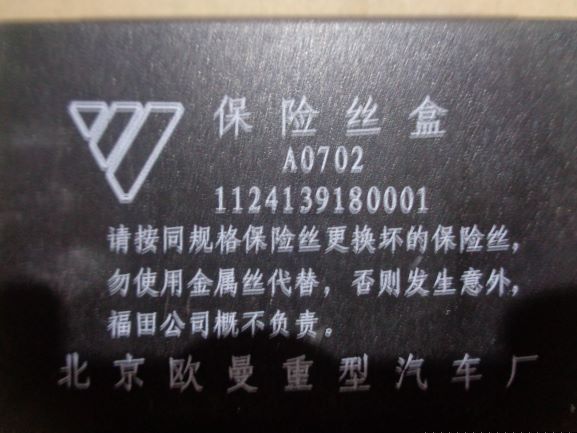 保险丝盒
A0702
1124139180001
请按同规格保险丝更换坏的保险丝，
勿使用金属丝代替，否则发生意外，
福田公司概不负责。
北京欧曼重型汽车厂